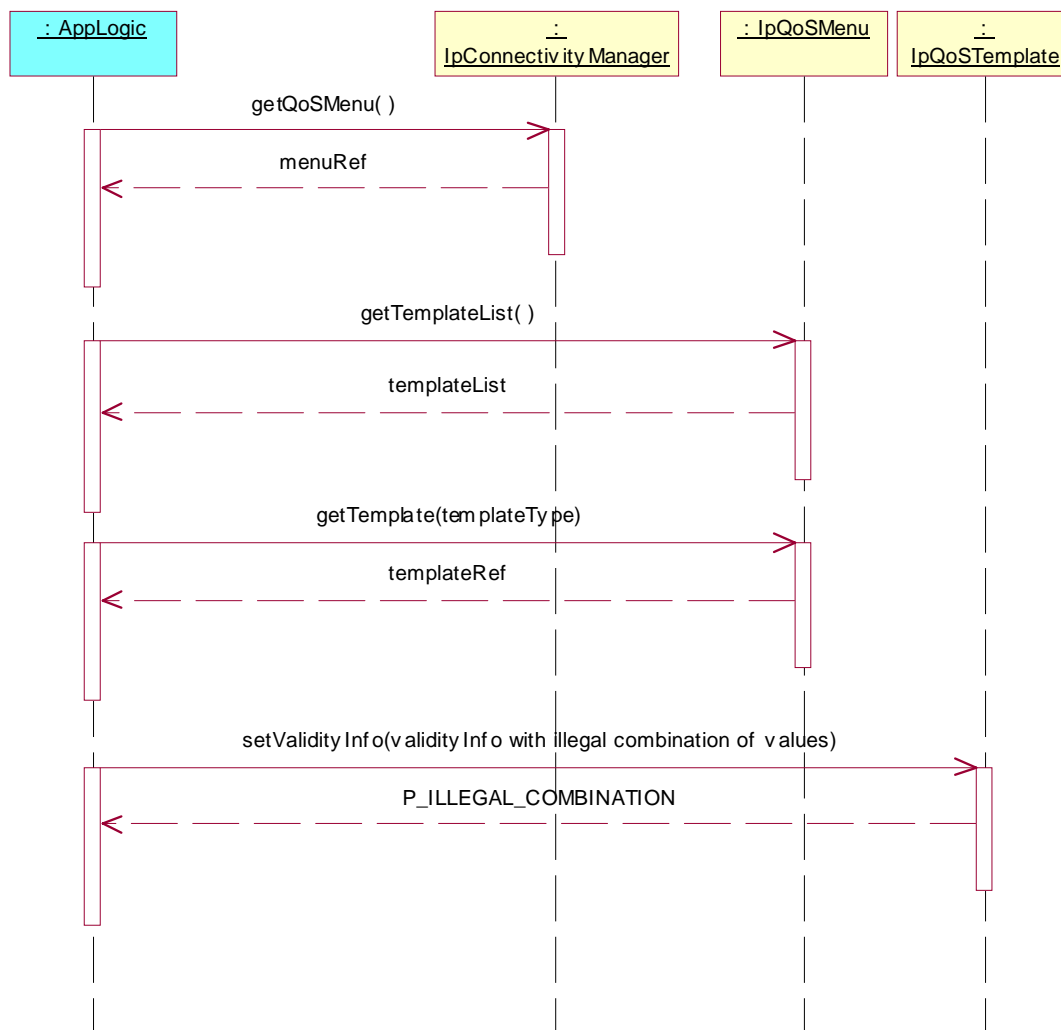 : AppLogic
:
IpConnectivityManager
: IpQoSMenu
:
IpQoSTemplate
getQoSMenu( )
menuRef
getTemplateList( )
templateList
getTemplate(templateType)
templateRef
setValidityInfo(validityInfo with illegal combination of values)
P_ILLEGAL_COMBINATION